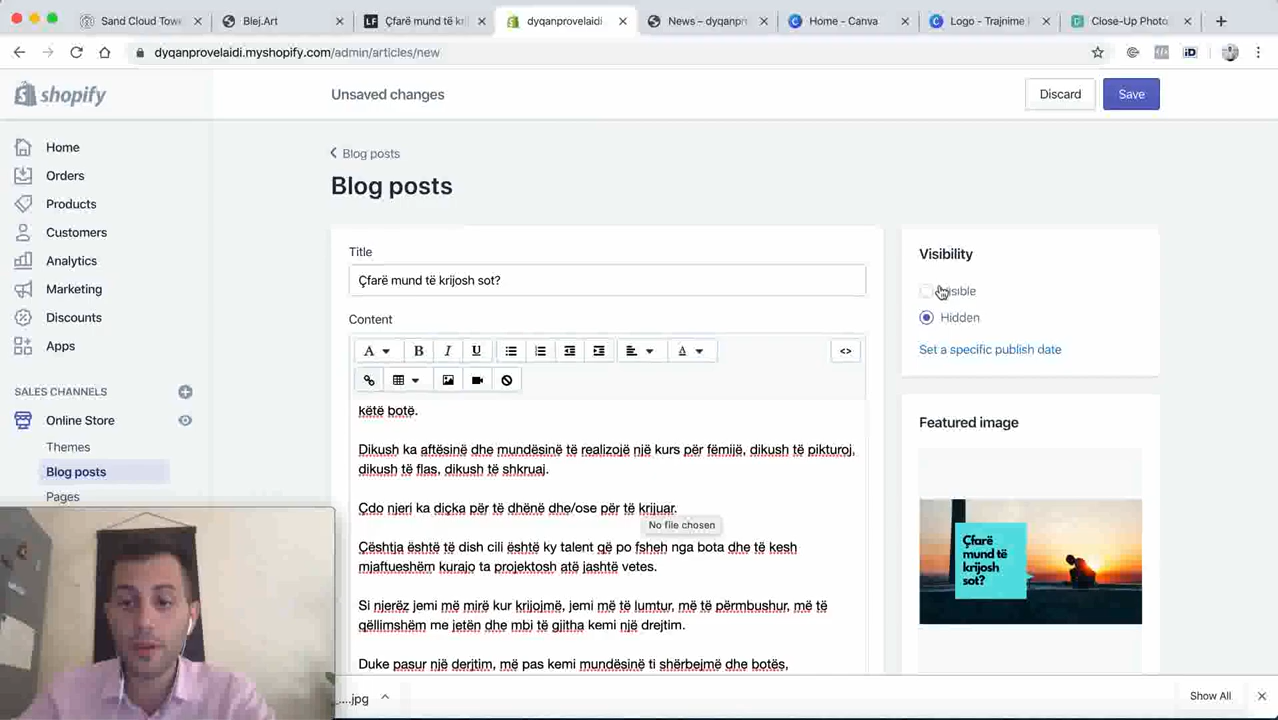 Sand Cloud Tow
Blej.Art
Çfarë mund të kri
dyqanprovelaidi
News – dyqanpr
Home - Canva
Logo - Trajnime
Close-Up Photo
dyqanprovelaidi.myshopify.com/admin/articles/new
shopify
Unsaved changes
Discard
Save
Home
Orders
Products
Customers
Analytics
Marketing
Discounts
Apps
SALES CHANNELS
Online Store
Themes
Blog posts
Pages
Blog posts
Blog posts
Title
Çfarë mund të krijosh sot?
Content
A
B
I
U
A
<>
këtë botë.
Dikush ka aftësinë dhe mundësinë të realizojë një kurs për fëmijë, dikush të pikturoj,
dikush të flas, dikush të shkruaj.
Çdo njeri ka diçka për të dhënë dhe/ose për të krijuar.
No file chosen
Çështja është të dish cili është ky talent që po fsheh nga bota dhe të kesh
mjaftueshëm kurajo ta projektosh atë jashtë vetes.
Si njerëz jemi më mirë kur krijojmë, jemi më të lumtur, më të përmbushur, më të
qëllimshëm me jetën dhe mbi të gjitha kemi një drejtim.
Duke pasur një derjtim, më pas kemi mundësinë ti shërbejmë dhe botës,
Visibility
Hidden
Set a specific publish date
Featured image
Çfarë
mund të
krijosh
sot?
....jpg
Show All